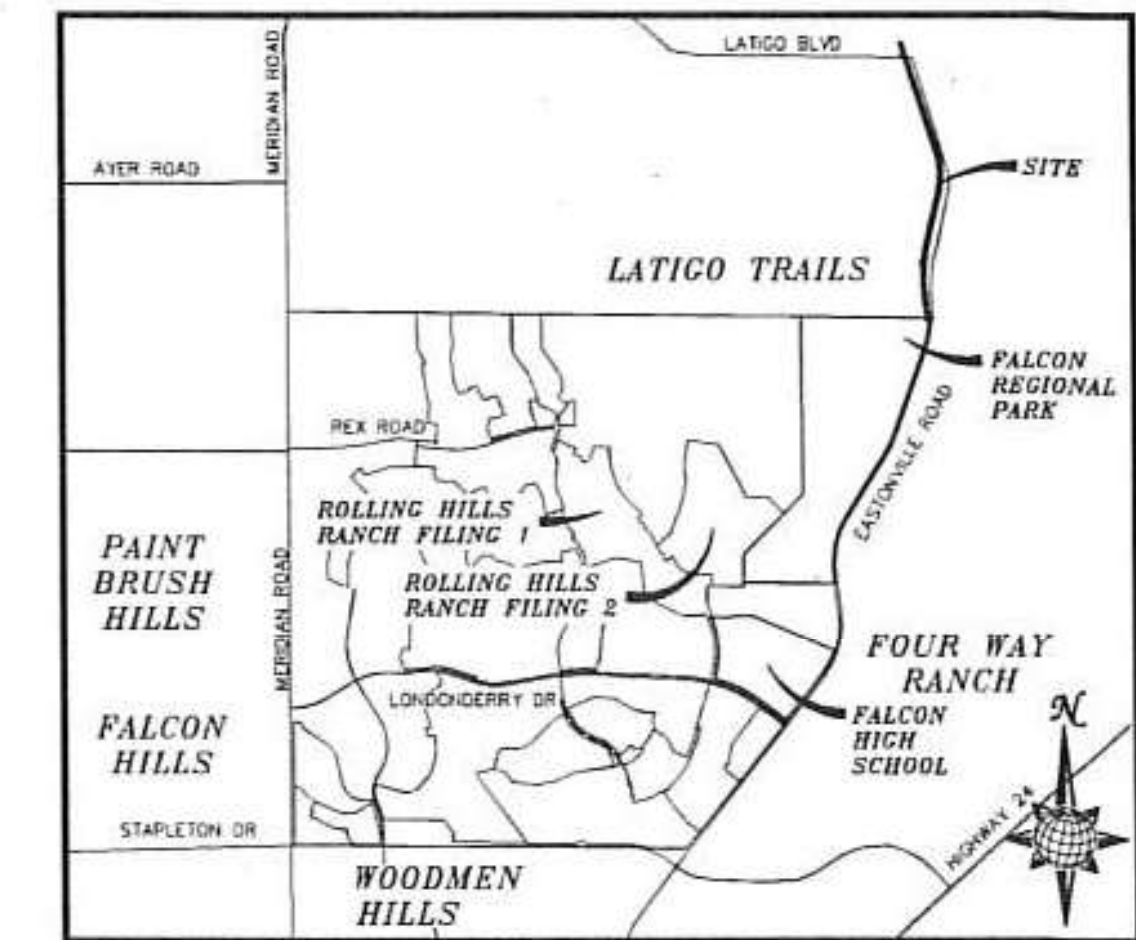 LATIGO BLVD
MERIDIAN ROAD
AYER ROAD
SITE
LATIGO TRAILS
FALCON
REGIONAL
PARK
EASTONVILLE ROAD
REX ROAD
ROLLING HILLS
RANCH FILING 1
PAINT
BRUSH
HILLS
MERIDIAN ROAD
ROLLING HILLS
RANCH FILING 2
FOUR WAY
RANCH
LONDONDERRY DR
FALCON
HILLS
FALCON
HIGH
SCHOOL
N
STAPLETON DR
HIGHWAY 24
WOODMEN
HILLS